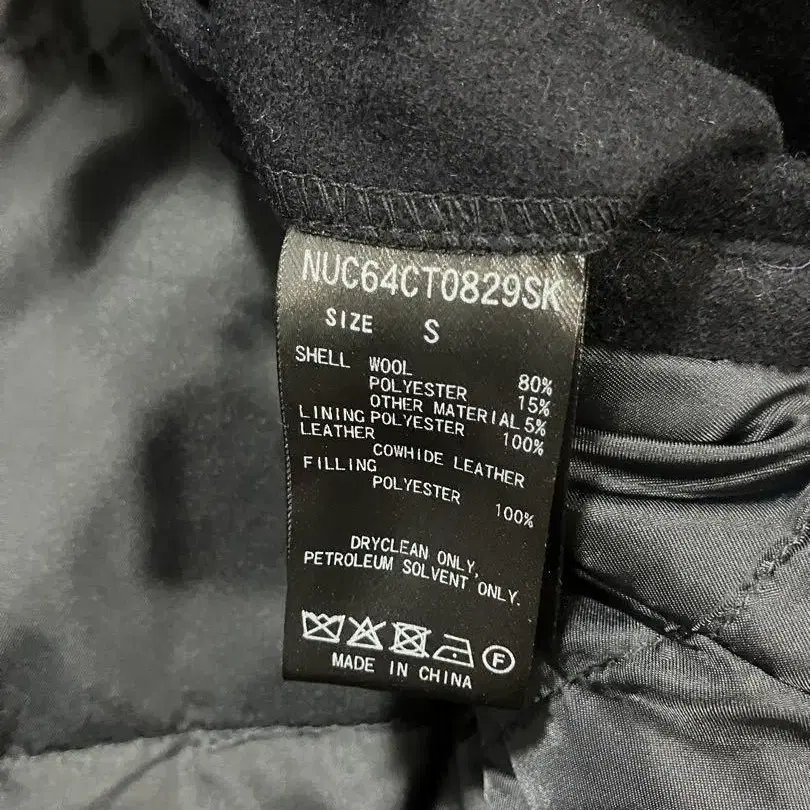 NUC64CT0829SK
SIZE S
SHELL WOOL 80%
POLYESTER 15%
OTHER MATERIAL 5%
LINING POLYESTER 100%
LEATHER
COWHIDE LEATHER
FILLING
POLYESTER 100%
DRYCLEAN ONLY,
PETROLEUM SOLVENT ONLY.
F
MADE IN CHINA